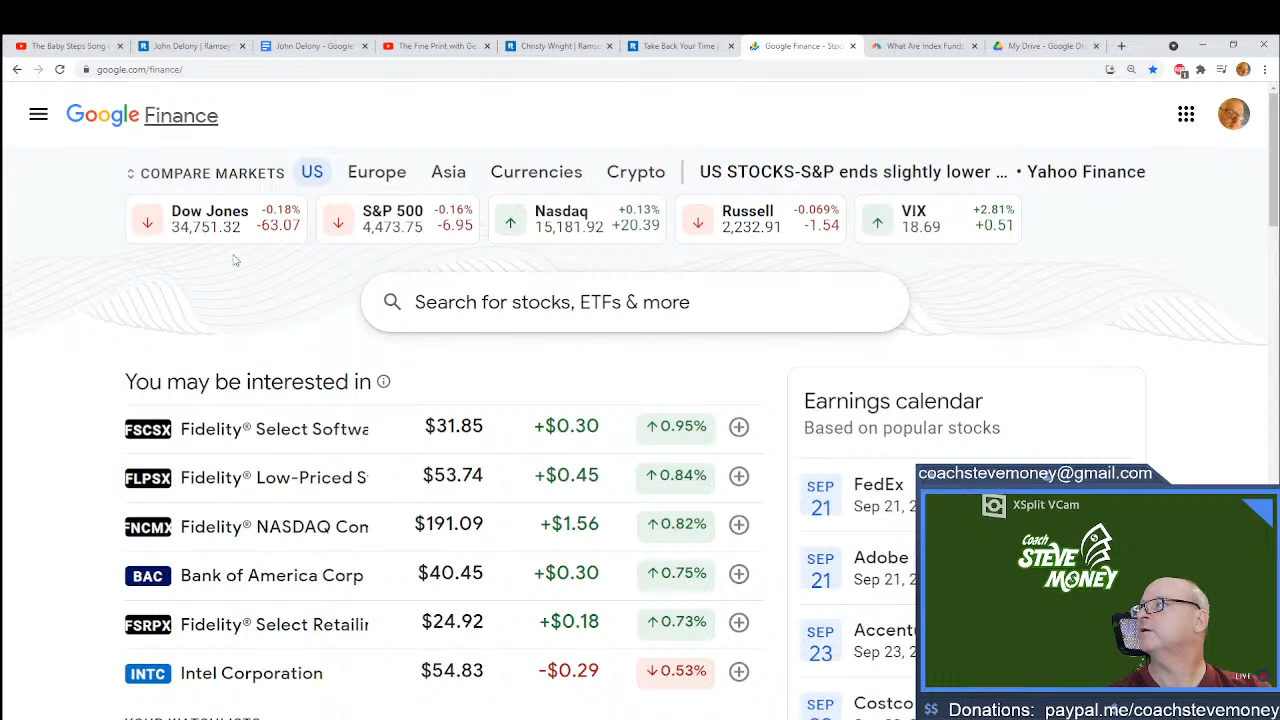 The Baby Steps Song
John Delony | Ramsey
John Delony - Google
The Fine Print with Ge
Christy Wright | Rams
Take Back Your Time |
Google Finance - Stoc
What Are Index Fund
My Drive - Google Dr
google.com/finance/
Google Finance
COMPARE MARKETS US Europe Asia Currencies Crypto US STOCKS-S&P ends slightly lower ... • Yahoo Finance
Dow Jones -0.18%
34,751.32 -63.07
S&P 500 -0.16%
4,473.75 -6.95
Nasdaq +0.13%
15,181.92 +20.39
Russell -0.069%
2,232.91 -1.54
VIX +2.81%
18.69 +0.51
Search for stocks, ETFs & more
You may be interested in
FSCSX Fidelity® Select Softwa $31.85 +$0.30 ↑0.95%
FLPSX Fidelity® Low-Priced S $53.74 +$0.45 ↑0.84%
FNCMX Fidelity® NASDAQ Com $191.09 +$1.56 ↑0.82%
BAC Bank of America Corp $40.45 +$0.30 ↑0.75%
FSRPX Fidelity® Select Retailin $24.92 +$0.18 ↑0.73%
INTC Intel Corporation $54.83 -$0.29 ↓0.53%
YOUR WATCHLISTS
Earnings calendar
Based on popular stocks
SEP 21
FedEx
Sep 21, 2
SEP 21
Adobe
Sep 21, 2
SEP 23
Accent
Sep 23, 2
SEP
Costco
coachstevemoney@gmail.com
XSplit VCam
Coach
STEVE
MONEY
LIVE
$$ Donations: paypal.me/coachstevemoney